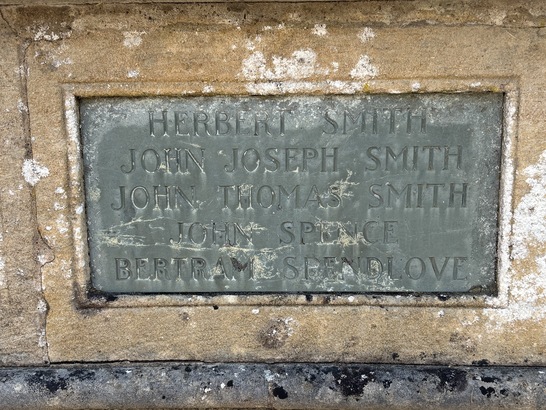 HERBERT SMITH
JOHN JOSEPH SMITH
JOHN THOMAS SMITH
JOHN SPENCE
BERTRAM SPENDLOVE